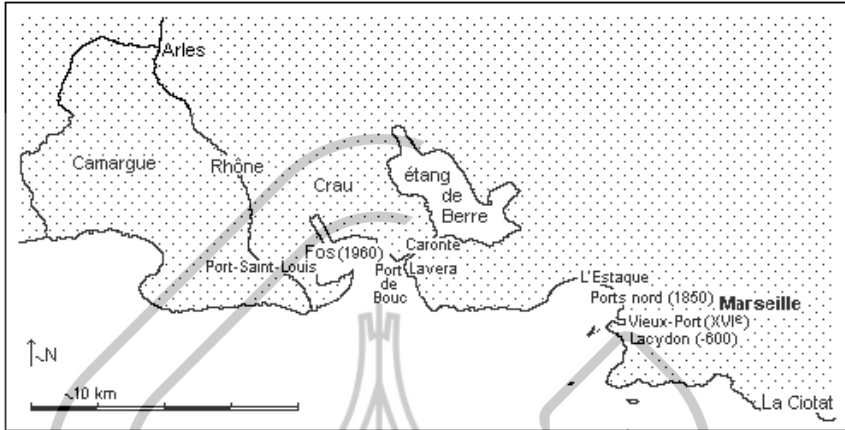 Arles
Camargue
Rhône
Crau
étang
de
Berre
Fos (1960)
Caronte
Lavera
Port-Saint-Louis
Port
de
Bouc
L'Estaque
Ports nord (1850)
Marseille
Vieux-Port (XVIe)
Lacydon (-600)
N
10 km
La Ciotat